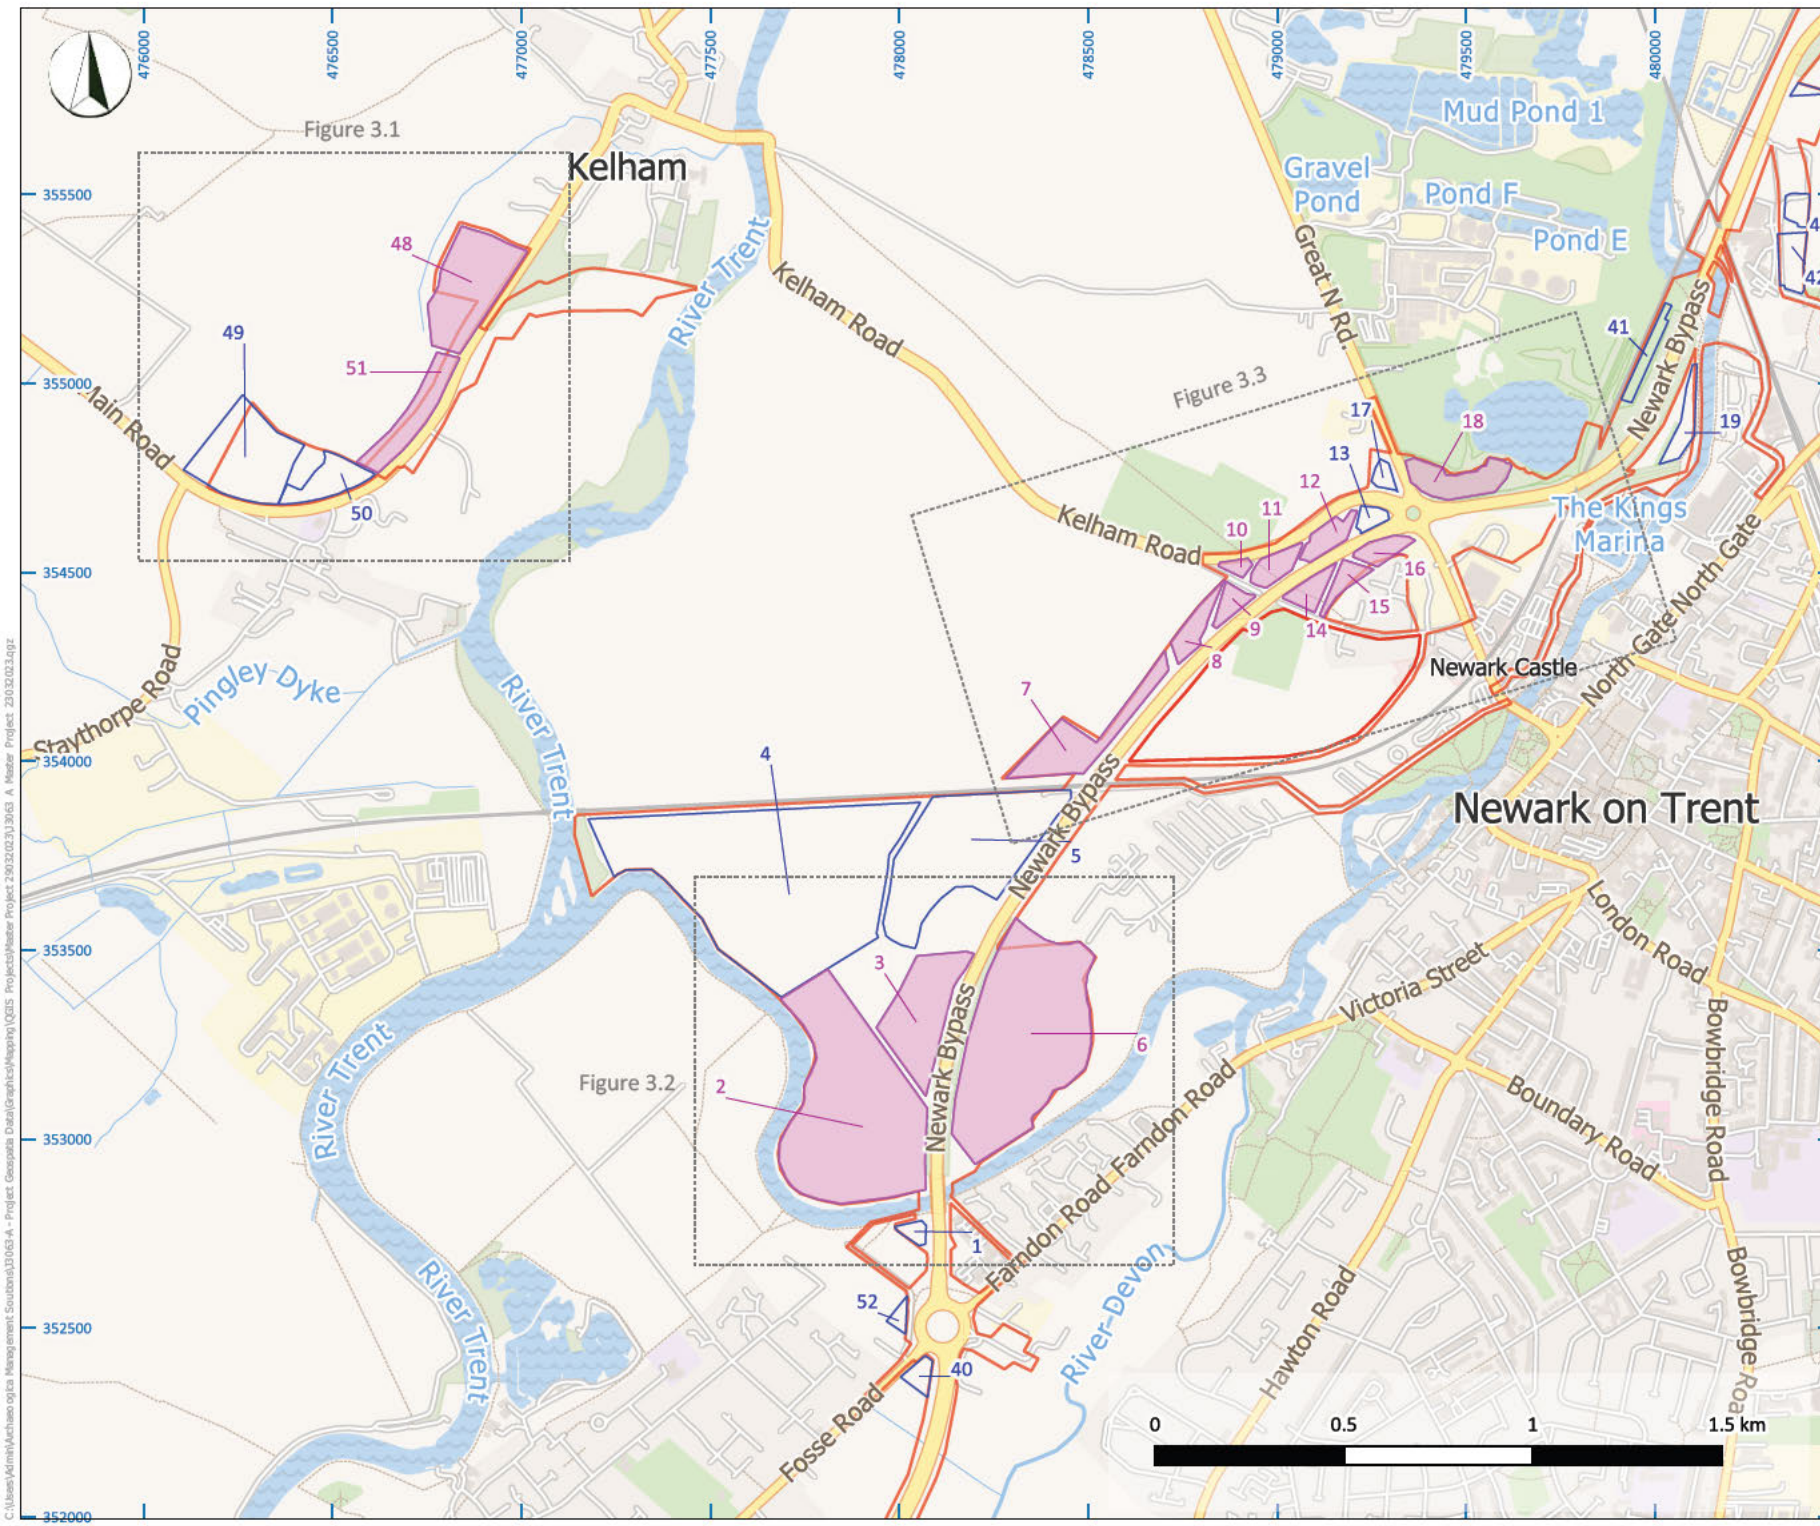 476000
476500
477000
477500
478000
478500
479000
479500
480000
355500
355000
354500
354000
353500
353000
352500
352000
Figure 3.1
Kelham
Mud Pond 1
Gravel
Pond
Pond F
Pond E
48
49
51
50
Main Road
River Trent
Kelham Road
Great N Rd.
Figure 3.3
Newark Bypass
41
42
19
17
18
13
12
11
10
Kelham Road
16
15
14
9
8
7
The Kings
Marina
North Gate
North Gate
Newark Castle
Newark on Trent
Staythorpe Road
Pingley-Dyke
River Trent
4
5
Newark Bypass
3
6
2
Figure 3.2
Newark Bypass
River Trent
London Road
Victoria Street
Bowbridge Road
Boundary Road
Farndon Road
Farndon Road
1
52
40
River Trent
River-Devon
Hawton Road
Bowbridge Roa
Fosse Road
0
0.5
1
1.5 km